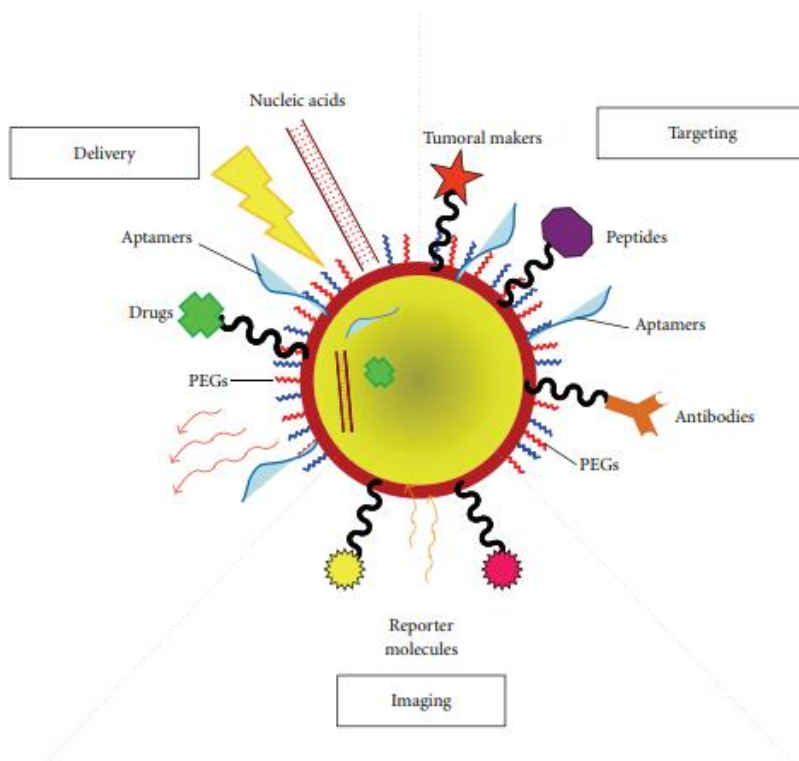 Nucleic acids
Delivery
Tumoral makers
Targeting
Aptamers
Peptides
Drugs
Aptamers
PEGs
Antibodies
PEGs
Reporter
molecules
Imaging